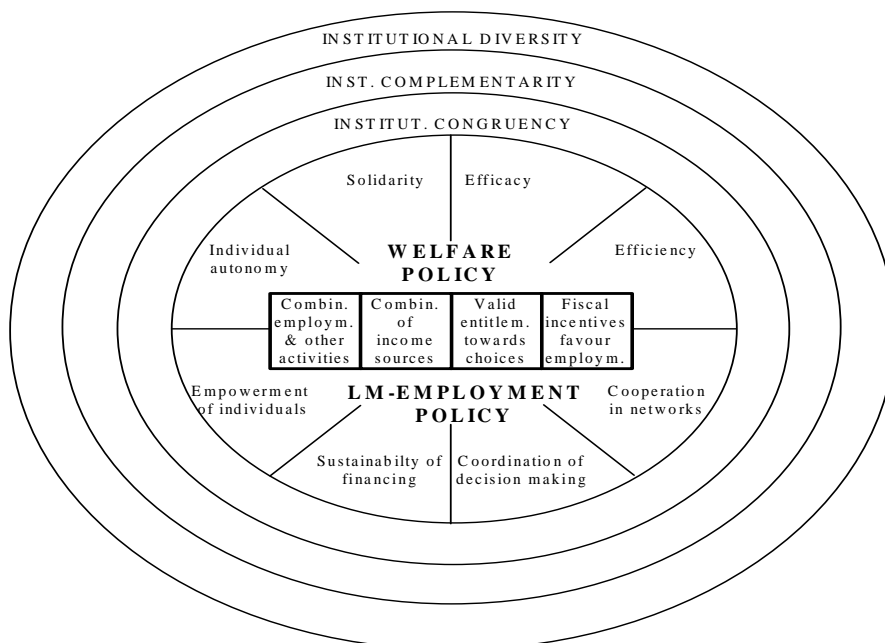 INSTITUTIONAL DIVERSITY
INST. COMPLEMENTARITY
INSTITUT. CONGRUENCY
Solidarity
Efficacy
Individual
autonomy
Efficiency
WELFARE
POLICY
Combin.
employm.
& other
activities
Combin.
of
income
sources
Valid
entitlem.
towards
choices
Fiscal
incentives
favour
employm.
Empowerment
of individuals
LM-EMPLOYMENT
POLICY
Cooperation
in networks
Sustainabilty of
financing
Coordination of
decision making